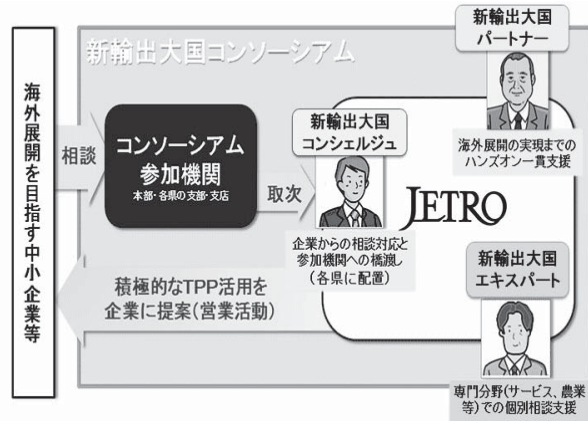 新輸出大国コンソーシアム
海外展開を目指す中小企業等
相談
コンソーシアム
参加機関
本部・各県の支部・支店
取次
新輸出大国
コンシェルジュ
企業からの相談対応と
参加機関への橋渡し
(各県に配置)
JETRO
新輸出大国
パートナー
海外展開の実現までの
ハンズオン一貫支援
新輸出大国
エキスパート
専門分野(サービス、農業
等)での個別相談支援
積極的なTPP活用を
企業に提案(営業活動)